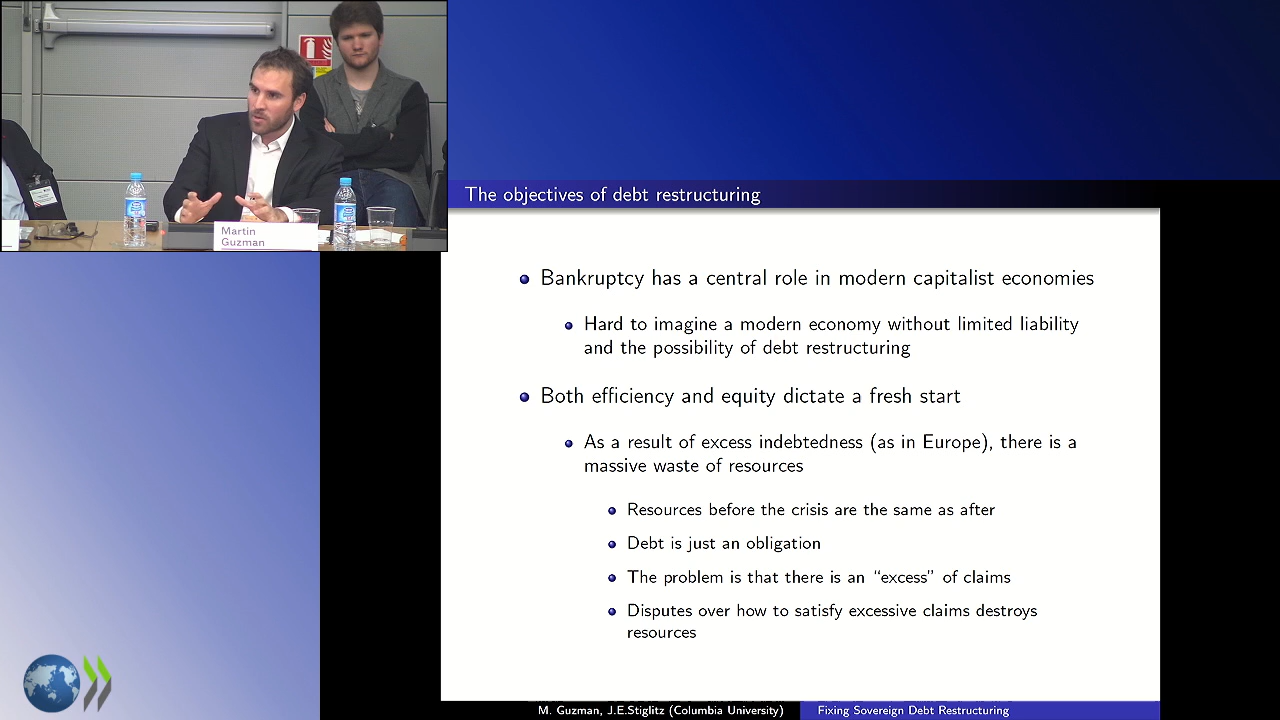 Martin
Guzman
The objectives of debt restructuring
Bankruptcy has a central role in modern capitalist economies
Hard to imagine a modern economy without limited liability
and the possibility of debt restructuring
Both efficiency and equity dictate a fresh start
As a result of excess indebtedness (as in Europe), there is a
massive waste of resources
Resources before the crisis are the same as after
Debt is just an obligation
The problem is that there is an “excess” of claims
Disputes over how to satisfy excessive claims destroys
resources
M. Guzman, J.E.Stiglitz (Columbia University)
Fixing Sovereign Debt Restructuring